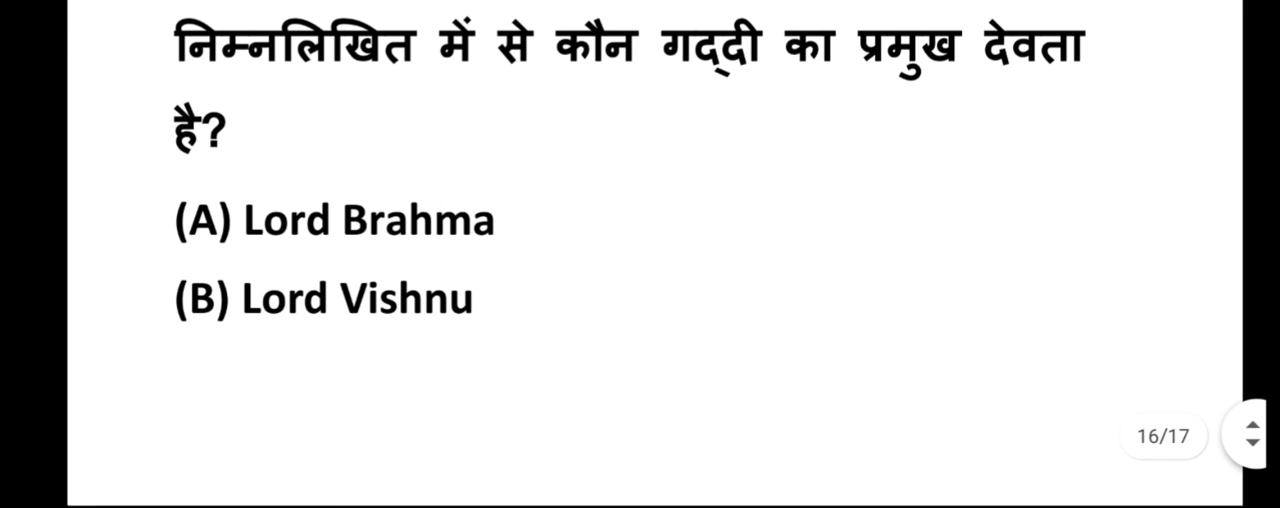 निम्नलिखित में से कौन गद्‌दी का प्रमुख देवता
है?
(A) Lord Brahma
(B) Lord Vishnu
16/17